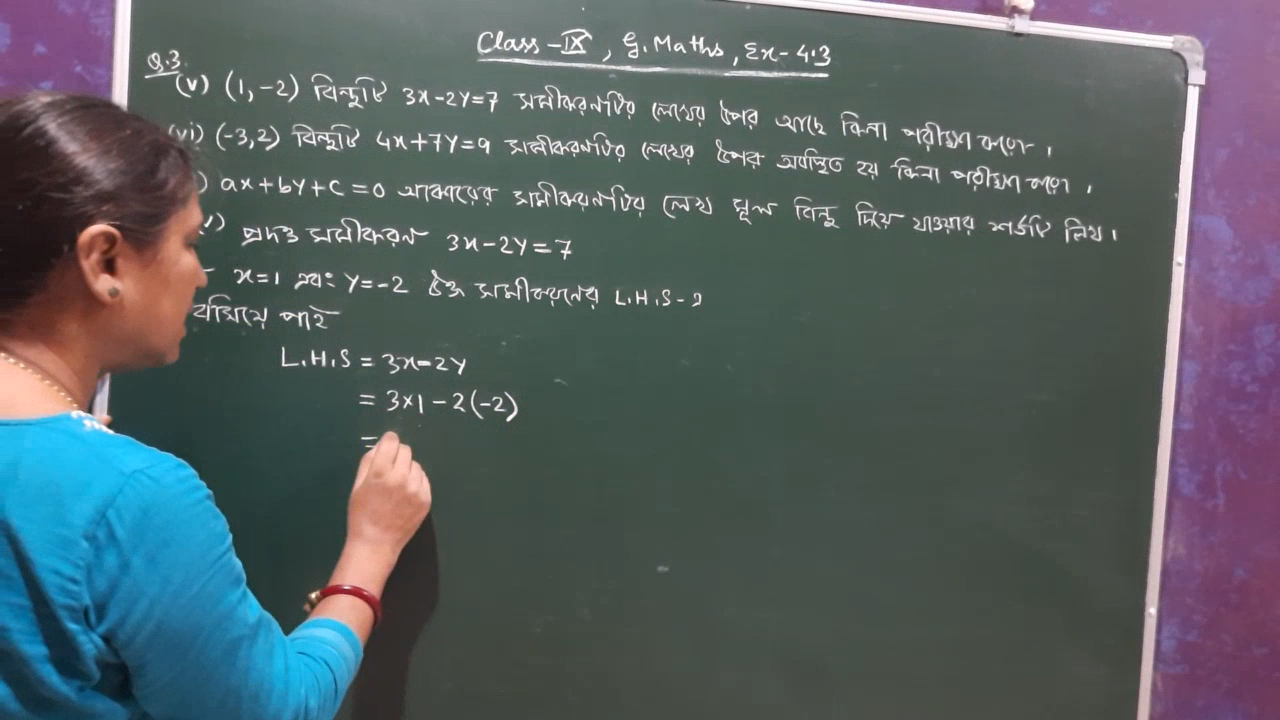 Class-IX, G. Maths, Ex-4.3
Q.3.
(v) (1,-2) বিন্দুটি 3x-2y=7 সমীকরণটির লেখের উপর আছে কিনা পরীক্ষা করো।
(vi) (-3,2) বিন্দুটি 4x+7y=9 সমীকরণটির লেখের উপর অবস্থিত হয় কিনা পরীক্ষা করো।
) ax+by+c=0 আকারের সমীকরণটির লেখ মূল বিন্দু দিয়ে যাওয়ার শর্তটি লিখ।
) প্রদত্ত সমীকরণ 3x-2y=7
x=1 এবং y=-2 উক্ত সমীকরণের L.H.S-এ
বসিয়ে পাই
L.H.S = 3x-2y
= 3×1-2(-2)
=